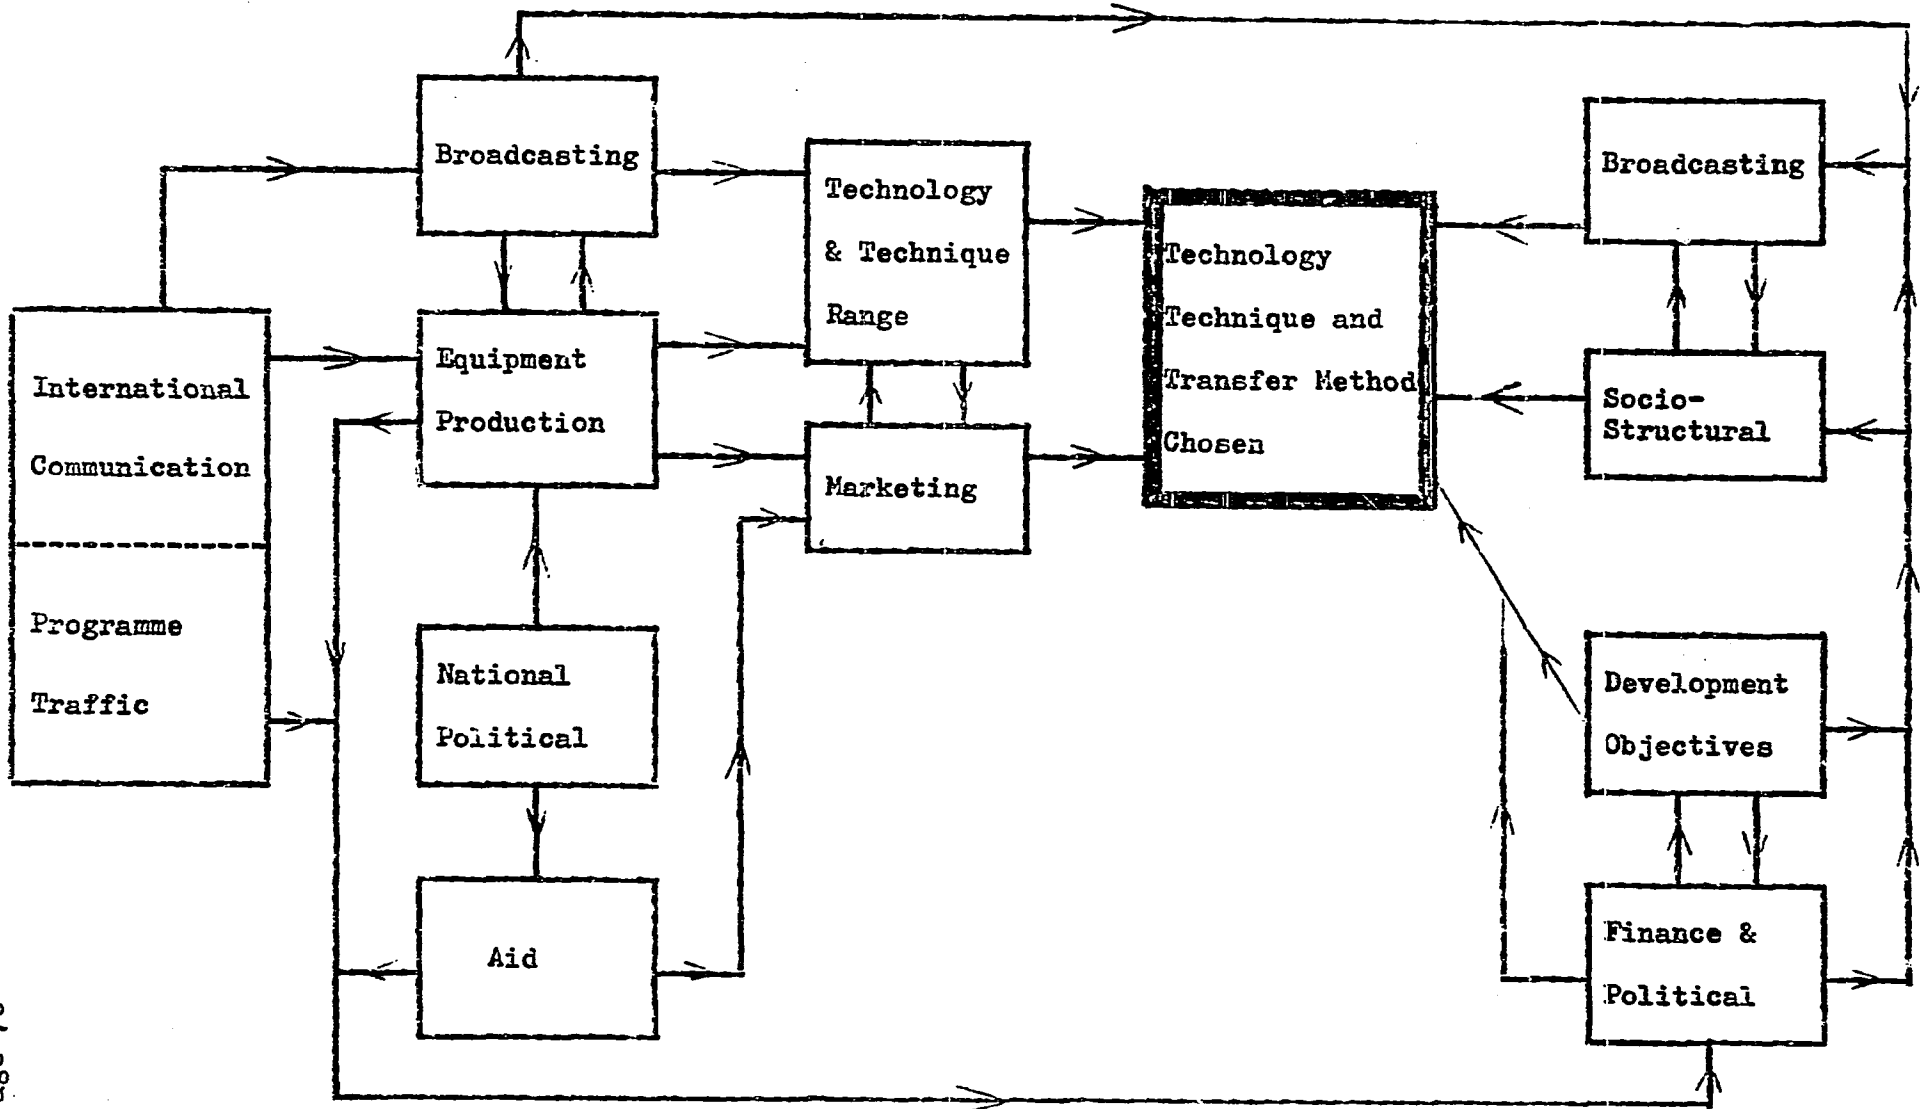 Broadcasting
Technology
& Technique
Range
Technology
Technique and
Transfer Method
Chosen
Broadcasting
International
Communication
Programme
Traffic
Equipment
Production
Marketing
Socio-
Structural
National
Political
Development
Objectives
Aid
Finance &
Political